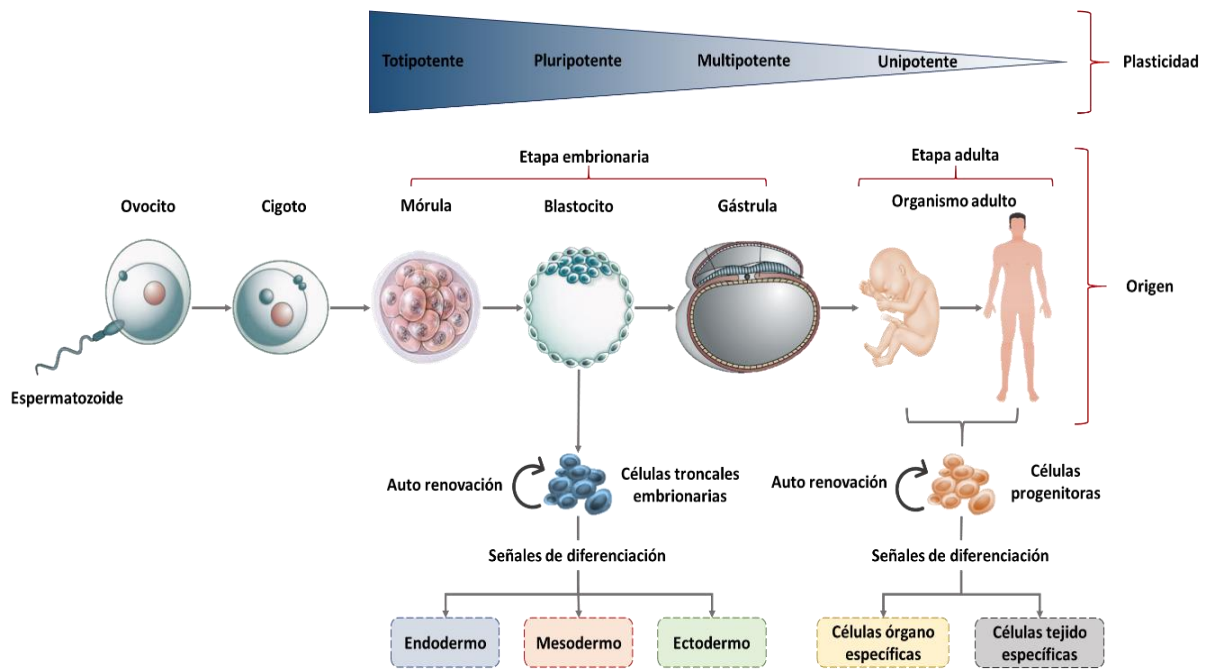 Totipotente
Pluripotente
Multipotente
Unipotente
Plasticidad
Etapa embrionaria
Etapa adulta
Ovocito
Cigoto
Mórula
Blastocito
Gástrula
Organismo adulto
Origen
Espermatozoide
Auto renovación
Células troncales
embrionarias
Auto renovación
Células
progenitoras
Señales de diferenciación
Señales de diferenciación
Endodermo
Mesodermo
Ectodermo
Células órgano
específicas
Células tejido
específicas